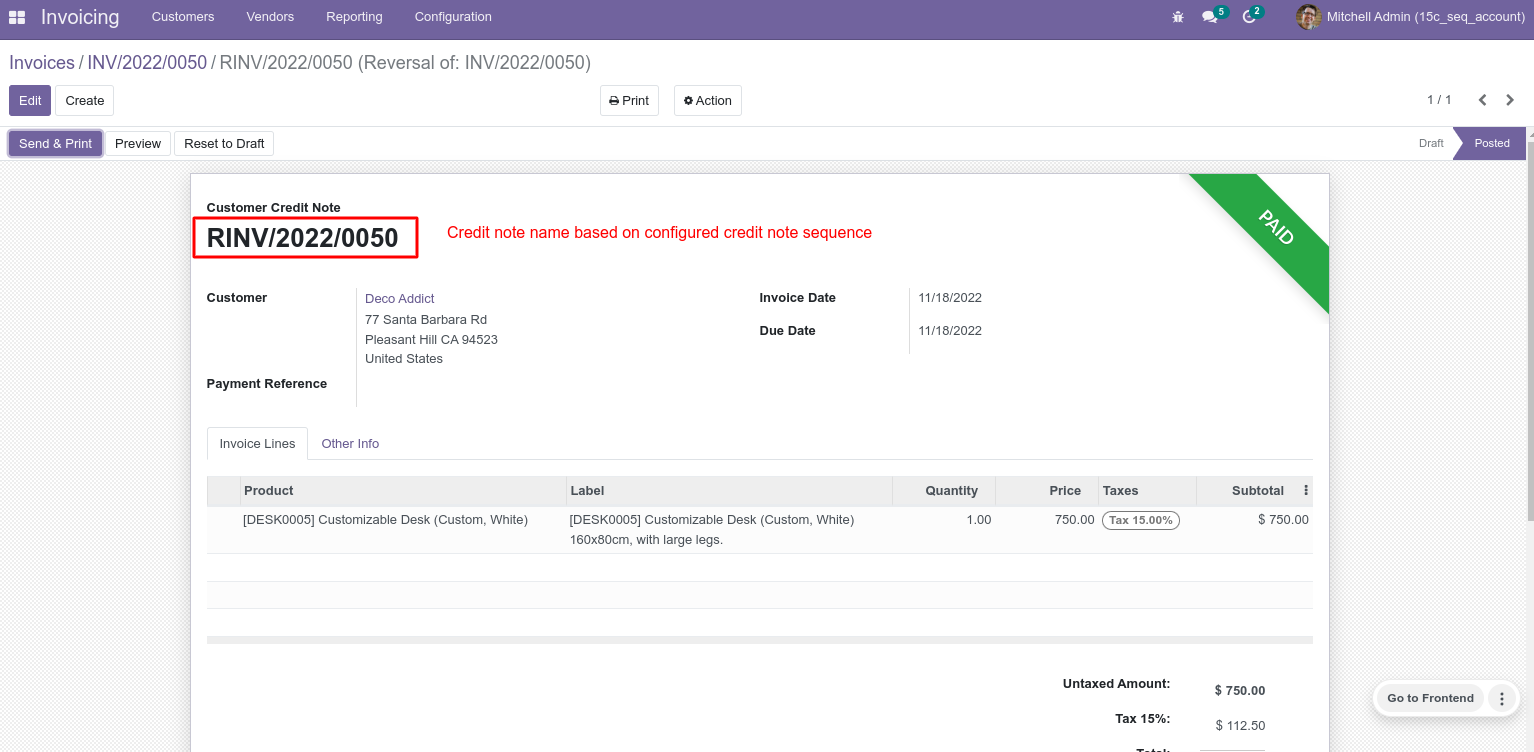 Invoicing Customers Vendors Reporting Configuration 5 2 Mitchell Admin (15c_seq_account)
Invoices / INV/2022/0050 / RINV/2022/0050 (Reversal of: INV/2022/0050)
Edit Create Print Action 1 / 1
Send & Print Preview Reset to Draft Draft Posted
Customer Credit Note
RINV/2022/0050 Credit note name based on configured credit note sequence
PAID
Customer Deco Addict Invoice Date 11/18/2022
77 Santa Barbara Rd
Due Date 11/18/2022
Pleasant Hill CA 94523
United States
Payment Reference
Invoice Lines Other Info
Product Label Quantity Price Taxes Subtotal
[DESK0005] Customizable Desk (Custom, White) [DESK0005] Customizable Desk (Custom, White) 1.00 750.00 Tax 15.00% $ 750.00
160x80cm, with large legs.
Untaxed Amount: $ 750.00
Go to Frontend
Tax 15%: $ 112.50